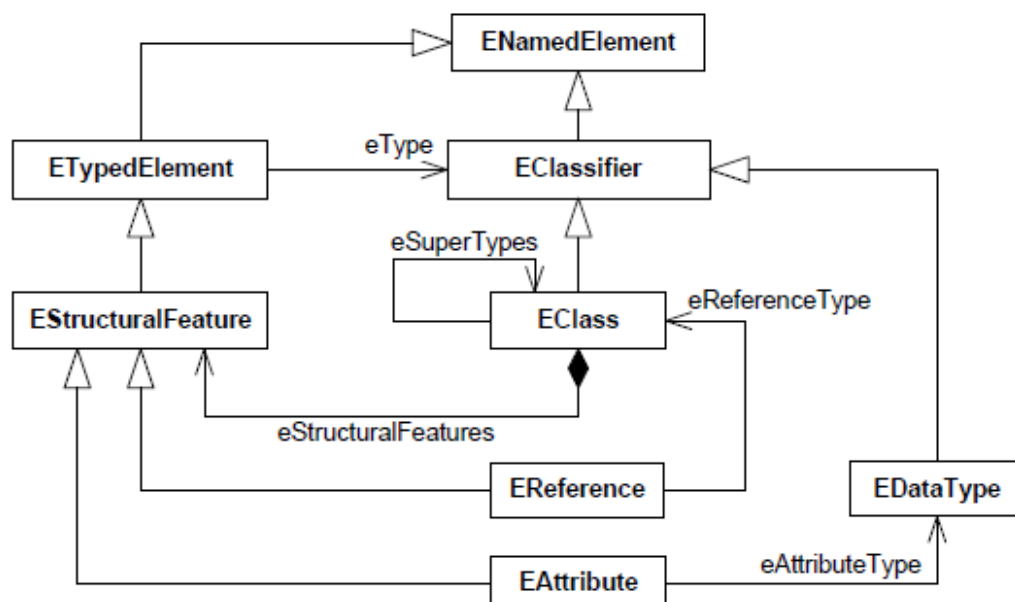 ENamedElement
eType
ETypedElement
EClassifier
eSuperTypes
eReferenceType
EStructuralFeature
EClass
eStructuralFeatures
EReference
EDataType
eAttributeType
EAttribute